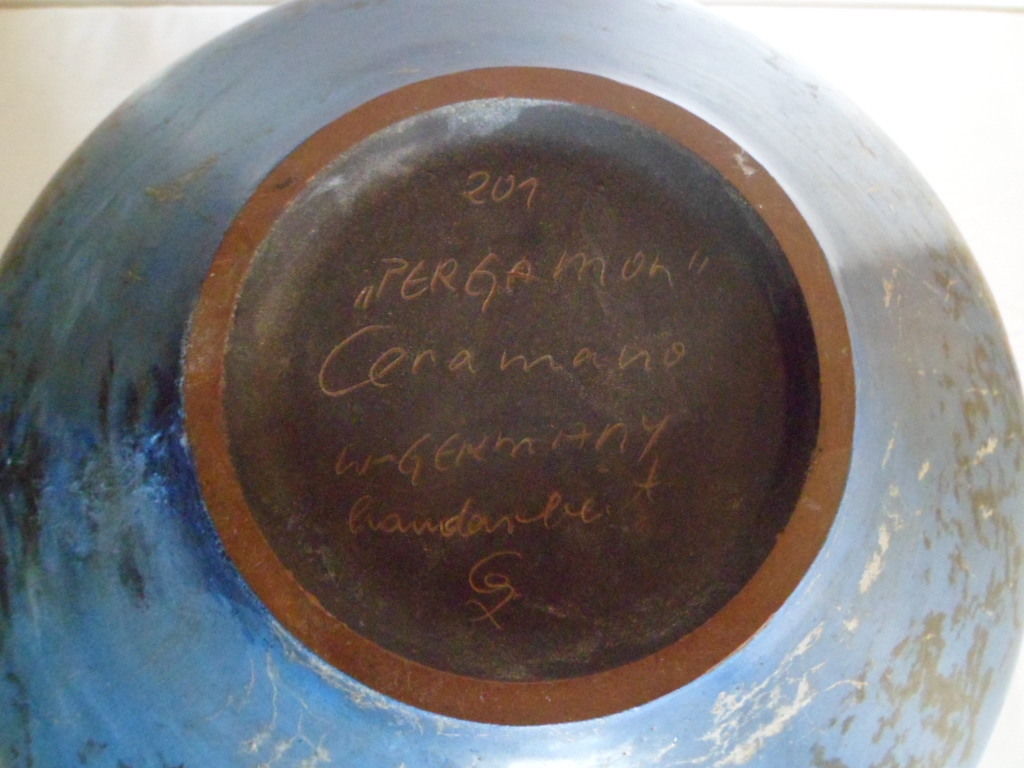 201
„PERGAMON"
Ceramano
W-GERMANY
handarbeit
G